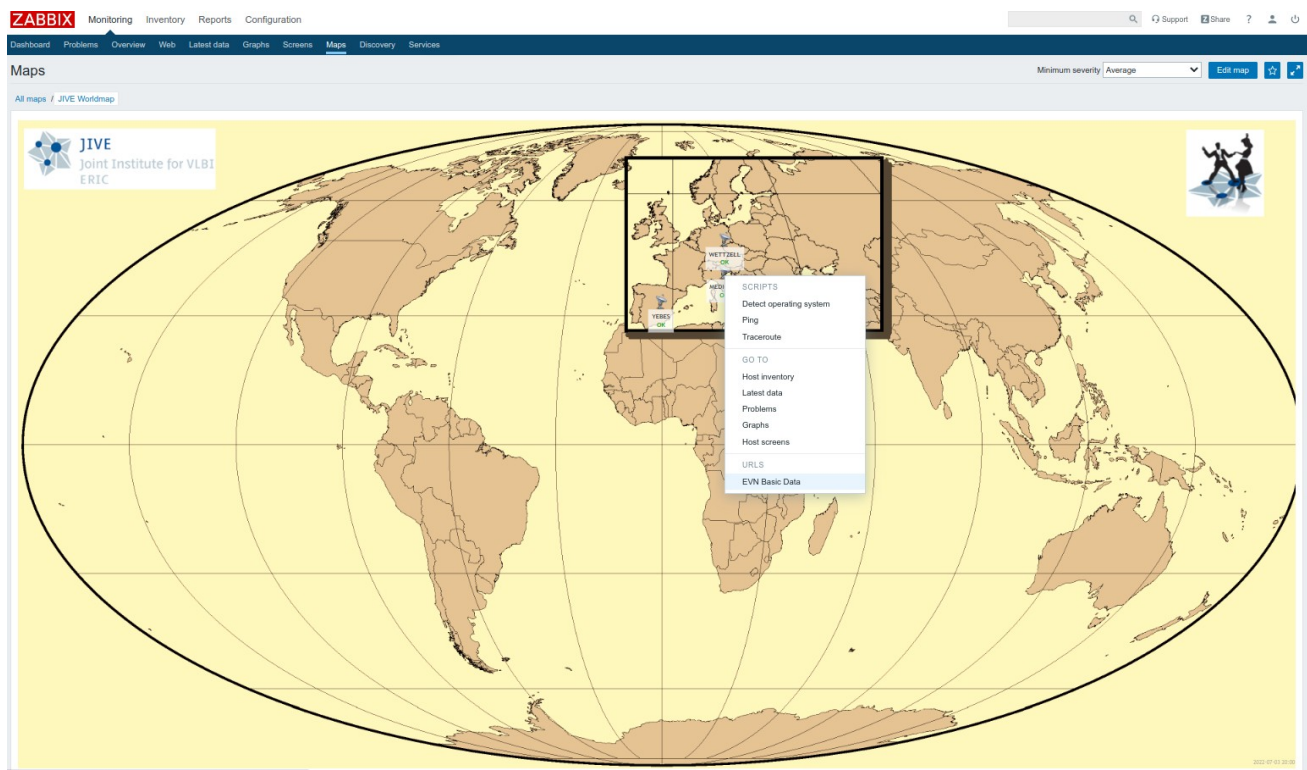 ZABBIX Monitoring Inventory Reports Configuration Support Z Share ?
Dashboard Problems Overview Web Latest data Graphs Screens Maps Discovery Services
Maps Minimum severity Average Edit map
All maps / JIVE Worldmap
JIVE
Joint Institute for VLBI
ERIC
WETTZELL
OK
YEBES
OK
SCRIPTS
Detect operating system
Ping
Traceroute
GO TO
Host inventory
Latest data
Problems
Graphs
Host screens
URLS
EVN Basic Data